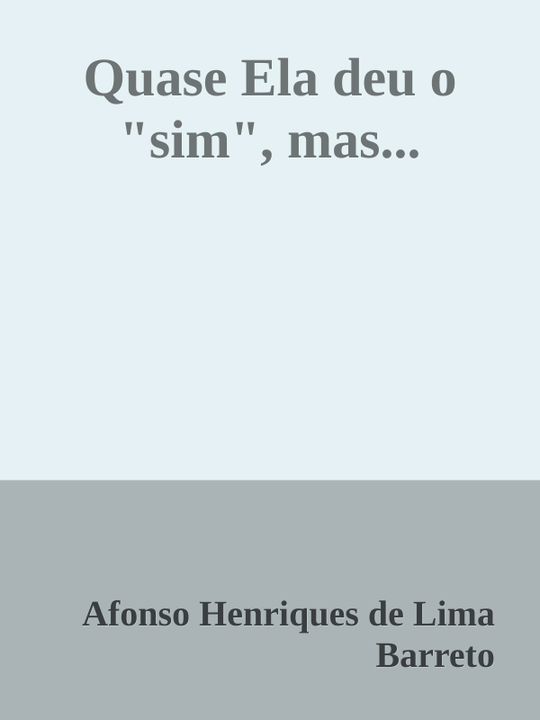 Quase Ela deu o
"sim", mas...
Afonso Henriques de Lima
Barreto